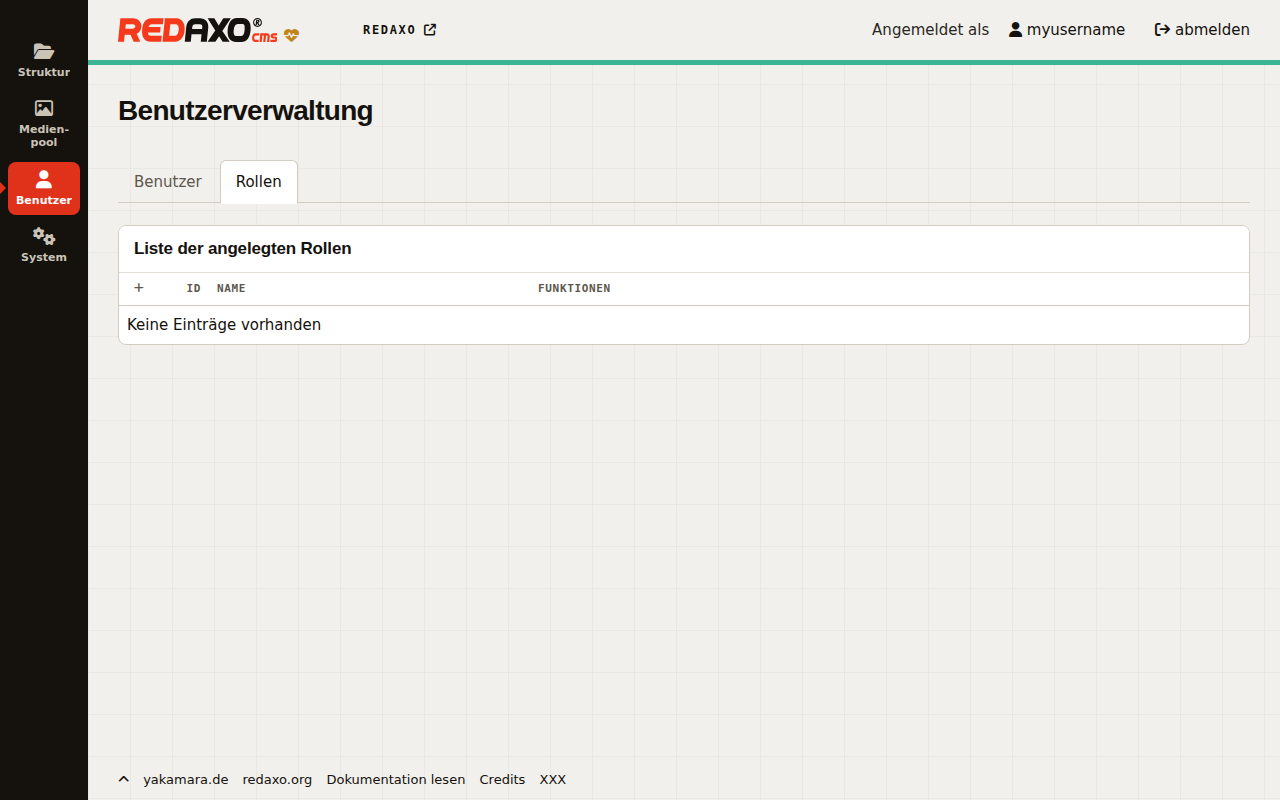 REDAXO® cms
REDAXO
Angemeldet als myusername abmelden
Struktur
Medien-
pool
Benutzer
System
Benutzerverwaltung
Benutzer Rollen
Liste der angelegten Rollen
+ ID NAME FUNKTIONEN
Keine Einträge vorhanden
yakamara.de redaxo.org Dokumentation lesen Credits XXX